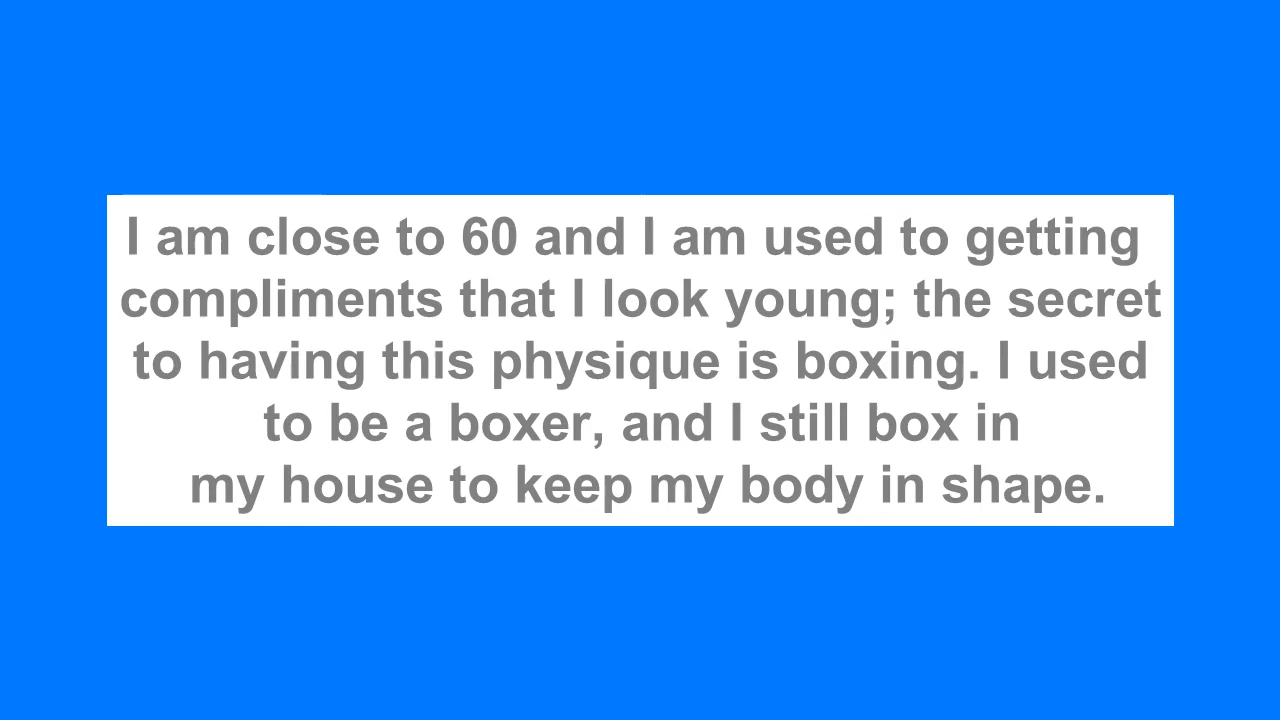 I am close to 60 and I am used to getting
compliments that I look young; the secret
to having this physique is boxing. I used
to be a boxer, and I still box in
my house to keep my body in shape.